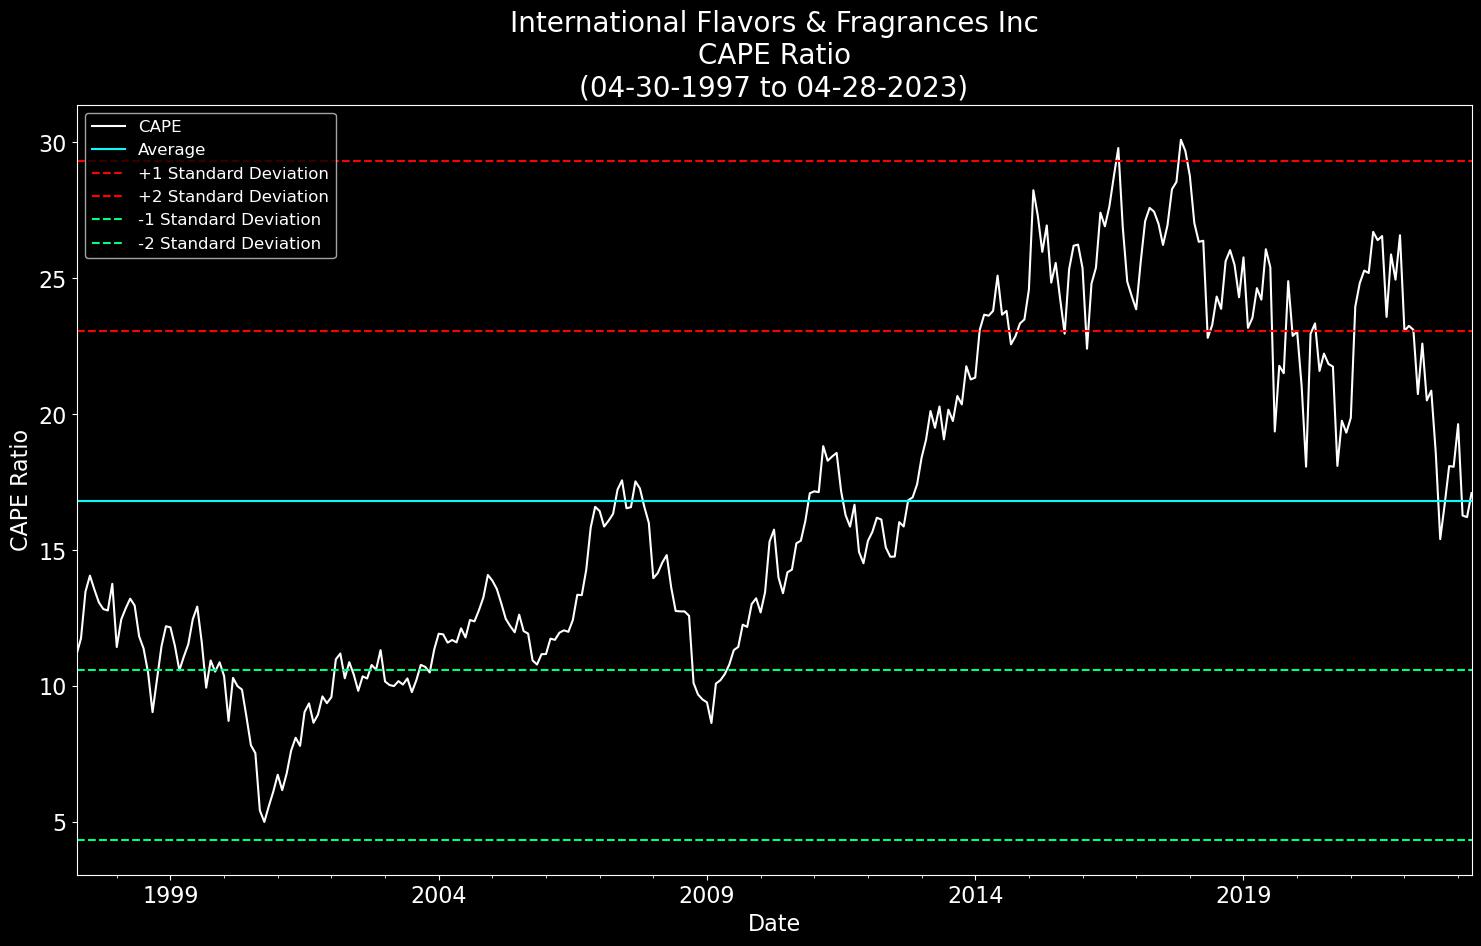 International Flavors & Fragrances Inc
CAPE Ratio
(04-30-1997 to 04-28-2023)
CAPE
Average
+1 Standard Deviation
+2 Standard Deviation
-1 Standard Deviation
-2 Standard Deviation
30
25
20
15
10
5
CAPE Ratio
1999 2004 2009 2014 2019
Date